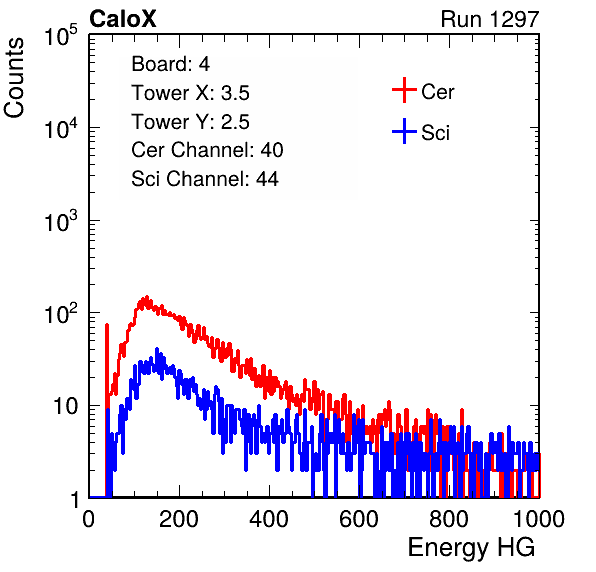 CaloX Run 1297
Counts
10^5
10^4
10^3
10^2
10
1
Board: 4
Tower X: 3.5
Tower Y: 2.5
Cer Channel: 40
Sci Channel: 44
Cer
Sci
0 200 400 600 800 1000
Energy HG